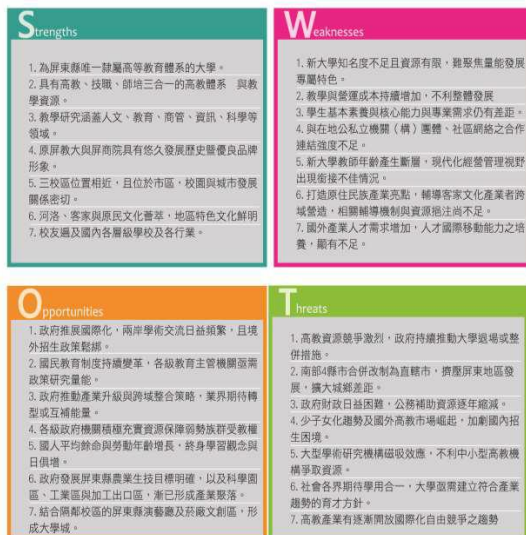 Strengths
1. 為屏東縣唯一隸屬高等教育體系的大學。
2. 具有高教、技職、師培三合一的高教體系　與教
學資源。
3. 教學研究涵蓋人文、教育、商管、資訊、科學等
領域。
4. 原屏教大與屏商院具有悠久發展歷史暨優良品牌
形象。
5. 三校區位置相近，且位於市區，校園與城市發展
關係密切。
6. 河洛、客家與原民文化薈萃，地區特色文化鮮明
7. 校友遍及國內各層級學校及各行業。
Weaknesses
1. 新大學知名度不足且資源有限，難聚焦量能發展
專屬特色。
2. 教學與營運成本持續增加，不利整體發展
3. 學生基本素養與核心能力與專業需求仍有差距。
4. 與在地公私立機關（構）團體、社區網絡之合作
連結強度不足。
5. 新大學教師年齡產生斷層，現代化經營管理視野
出現銜接不佳情況。
6. 打造原住民族產業亮點，輔導客家文化產業者跨
域營造，相關輔導機制與資源挹注尚不足。
7. 國外產業人才需求增加，人才國際移動能力之培
養，顯有不足。
Opportunities
1. 政府推展國際化，兩岸學術交流日益頻繁，且境
外招生政策鬆綁。
2. 國民教育制度持續變革，各級教育主管機關亟需
政策研究量能。
3. 政府推動產業升級與跨域整合策略，業界期待轉
型或互補能量。
4. 各級政府機關積極充實資源保障弱勢族群受教權
5. 國人平均餘命與勞動年齡增長，終身學習觀念與
日俱增。
6. 政府發展屏東縣農業生技目標明確，以及科學園
區、工業區與加工出口區，漸已形成產業聚落。
7. 結合隔鄰校區的屏東縣演藝廳及菸廠文創區，形
成大學城。
Threats
1. 高教資源競爭激烈，政府持續推動大學退場或整
併措施。
2. 南部4縣市合併改制為直轄市，擠壓屏東地區發
展，擴大城鄉差距。
3. 政府財政日益困難，公務補助資源逐年縮減。
4. 少子女化趨勢及國外高教市場崛起，加劇國內招
生困境。
5. 大型學術研究機構磁吸效應，不利中小型高教機
構爭取資源。
6. 社會各界期待學用合一，大學亟需建立符合產業
趨勢的育才方針。
7. 高教產業有逐漸開放國際化自由競爭之趨勢